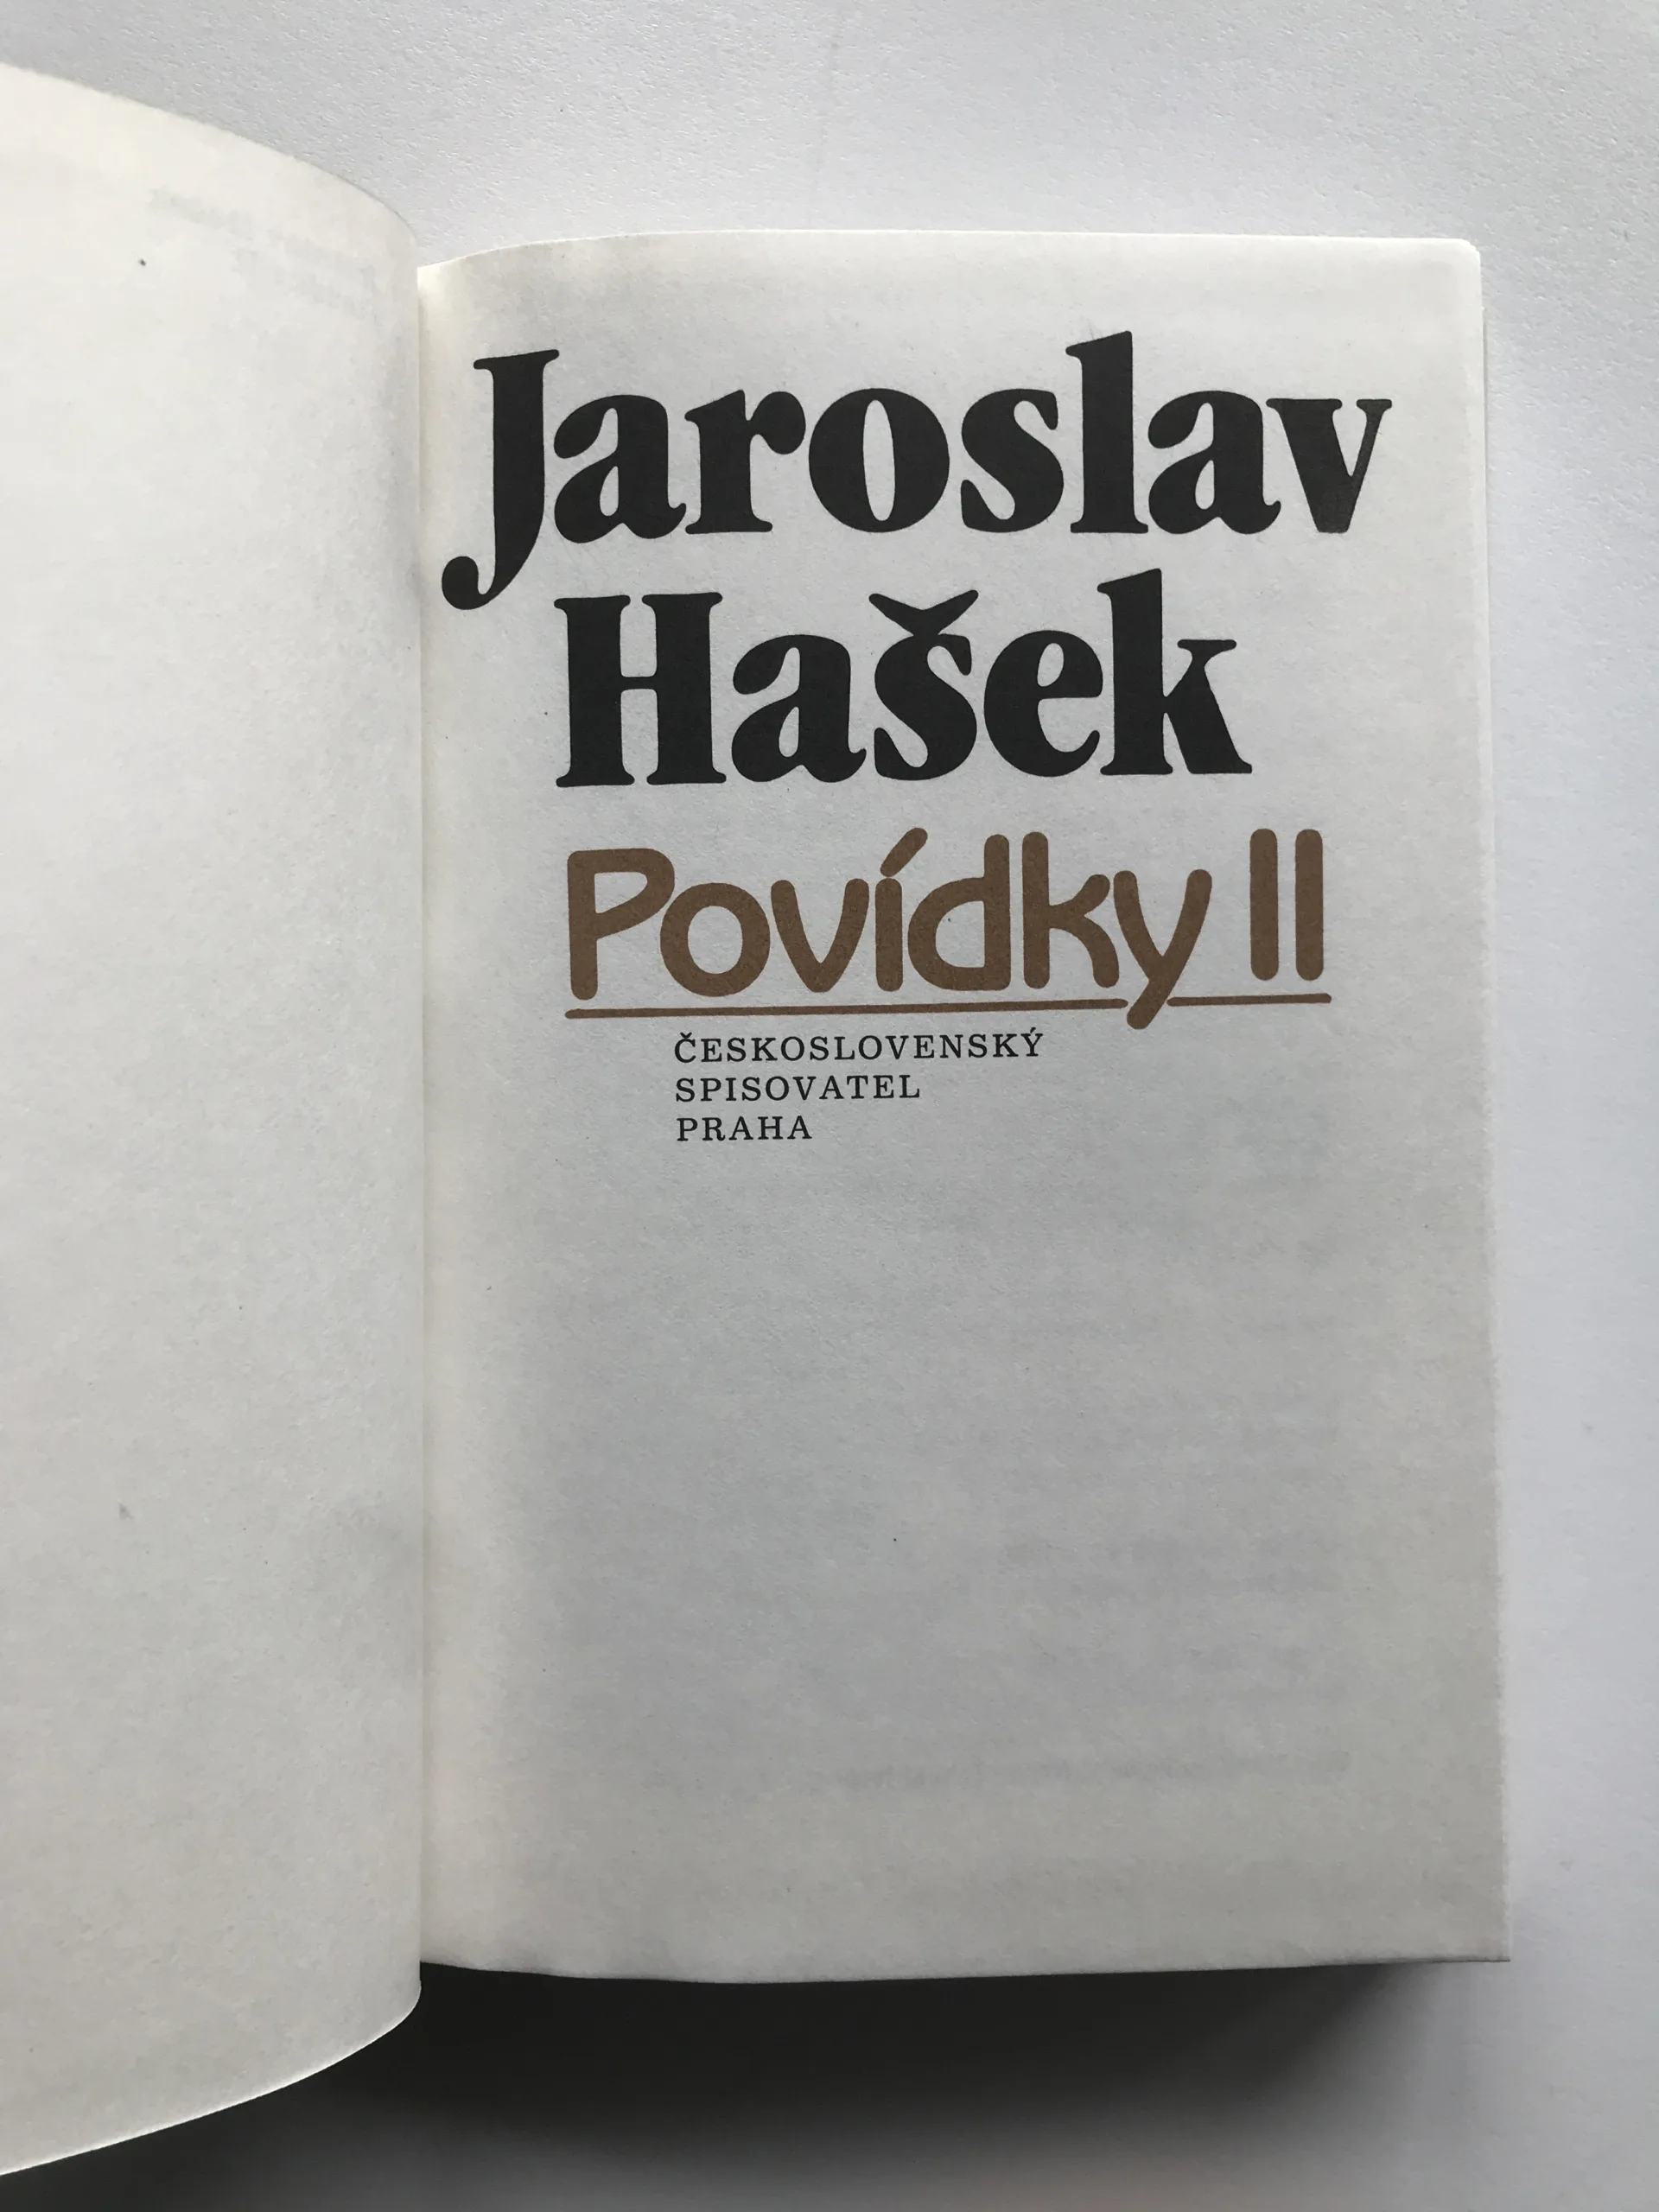 Jaroslav
Hašek
Povídky II
ČESKOSLOVENSKÝ
SPISOVATEL
PRAHA